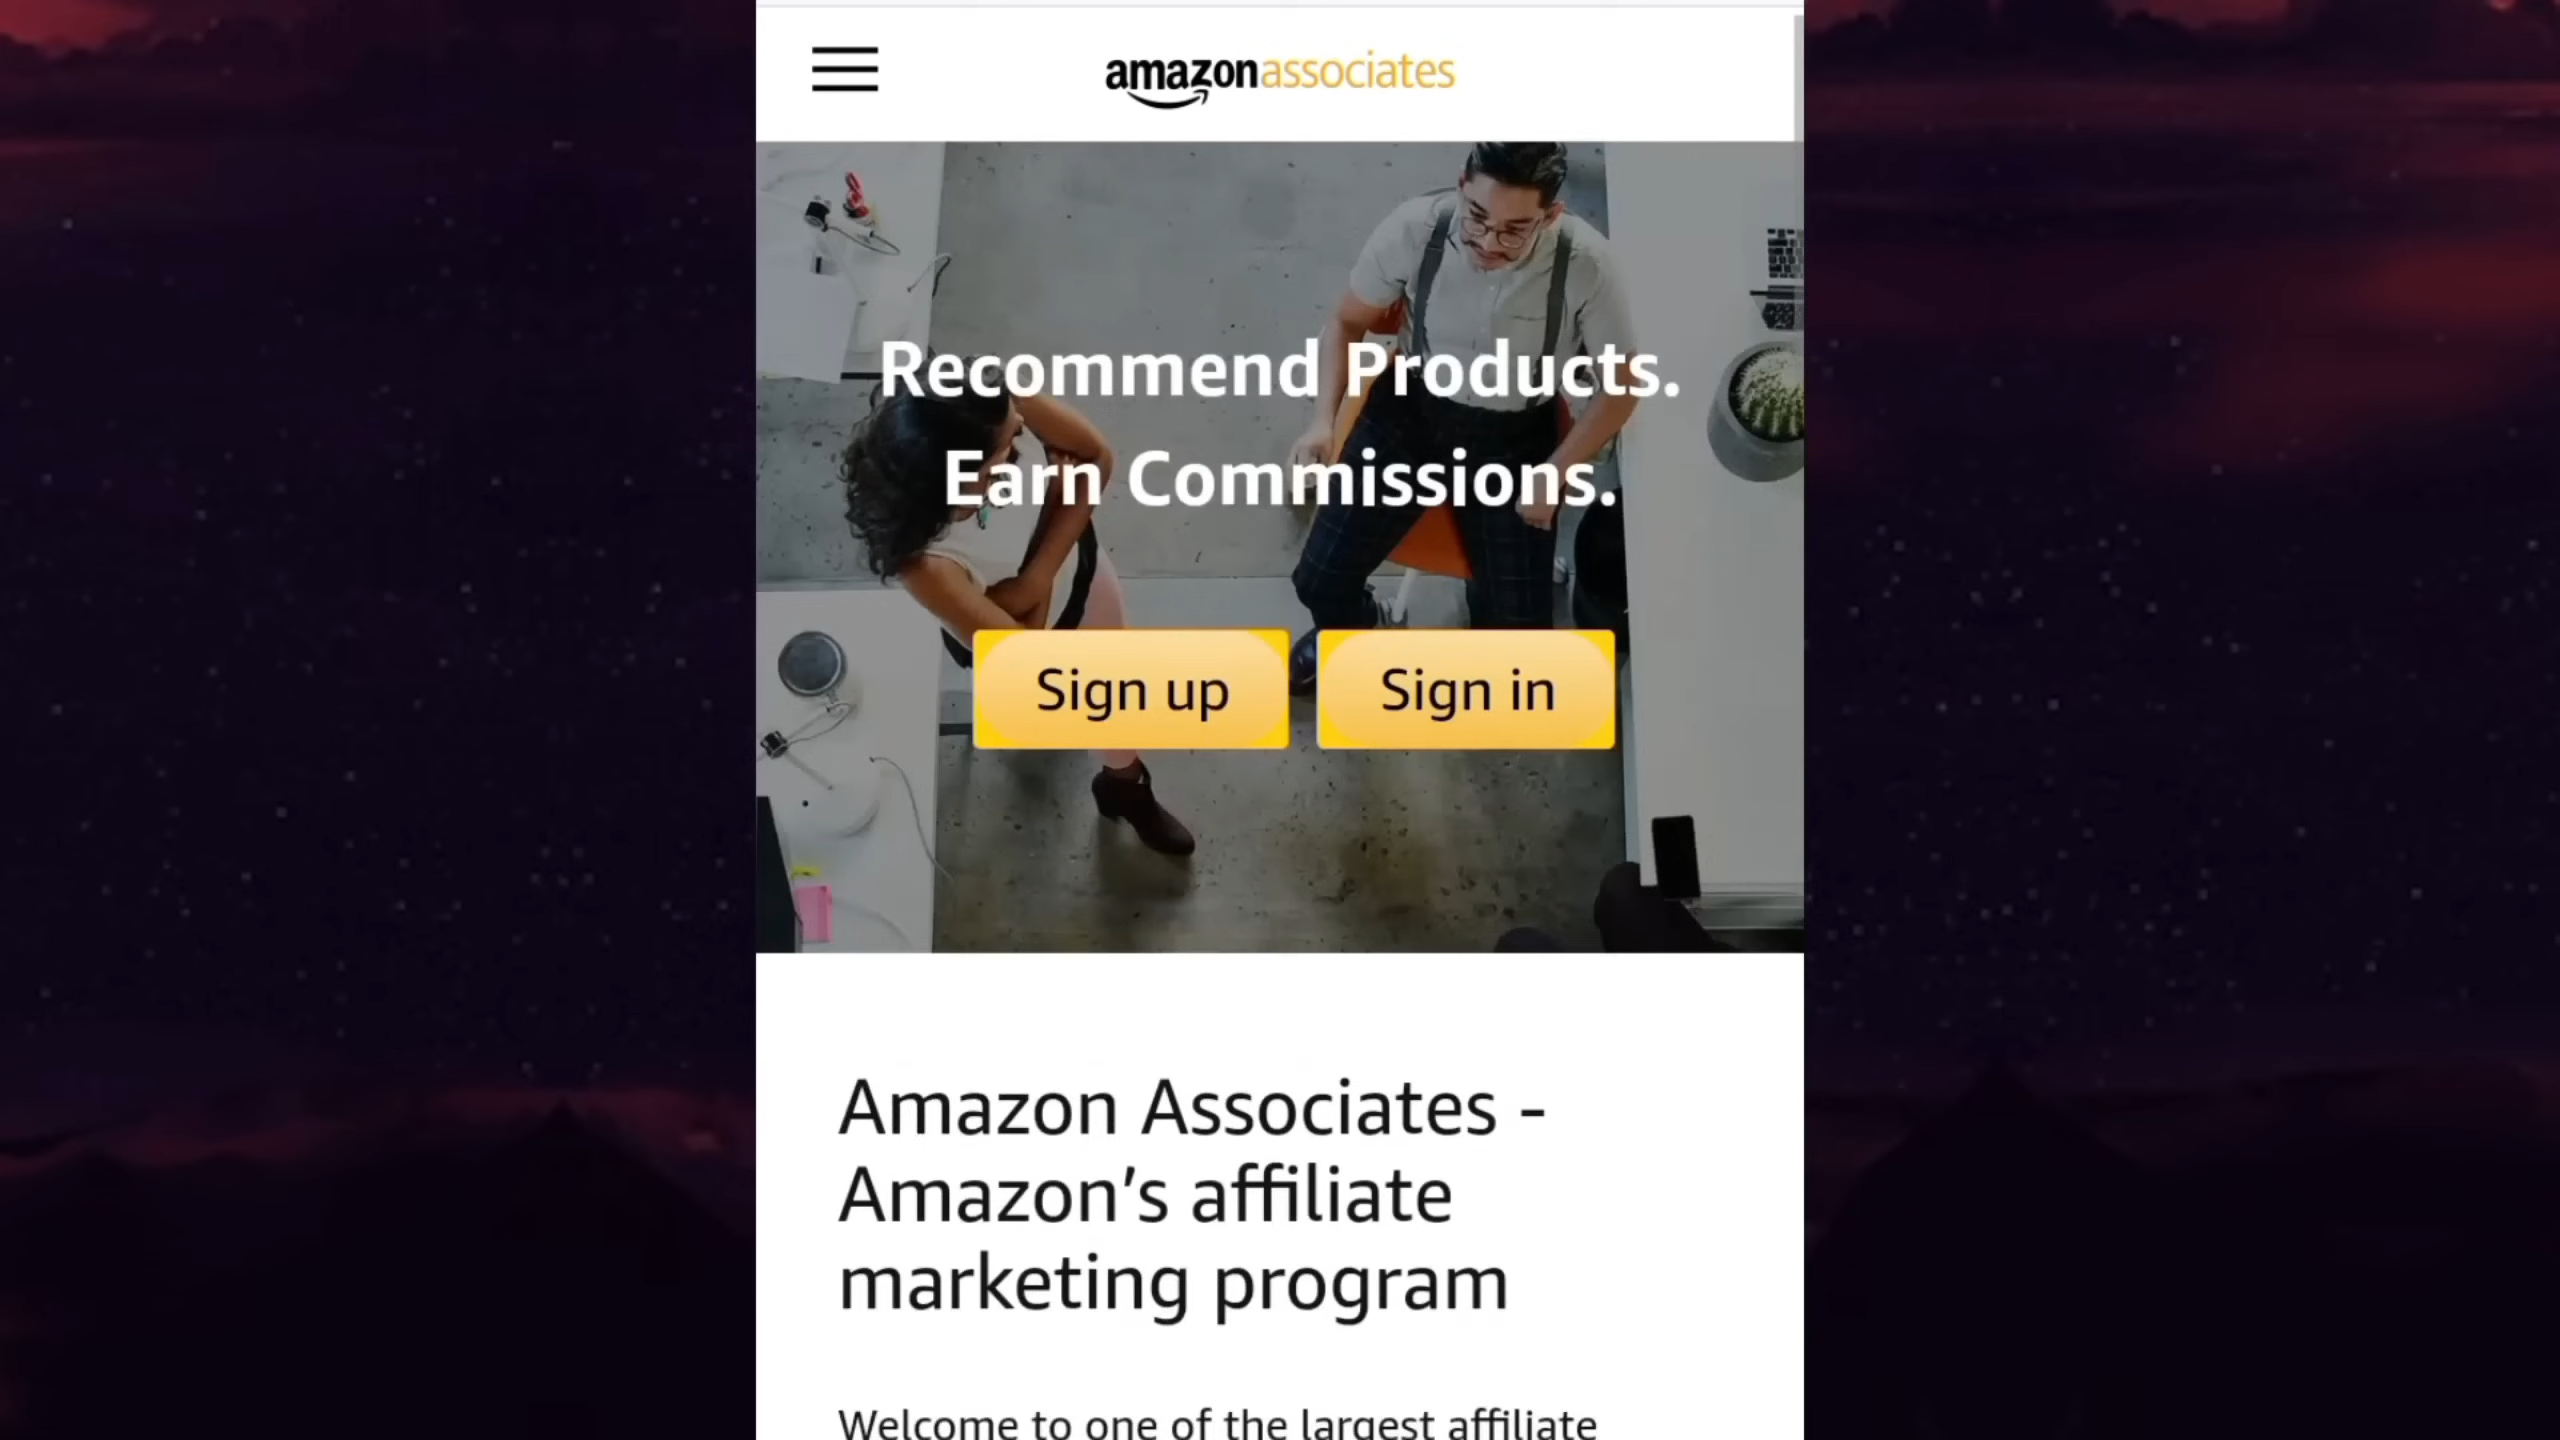 amazonassociates
Recommend Products.
Earn Commissions.
Sign up
Sign in
Amazon Associates -
Amazon's affiliate
marketing program
Welcome to one of the largest affiliate